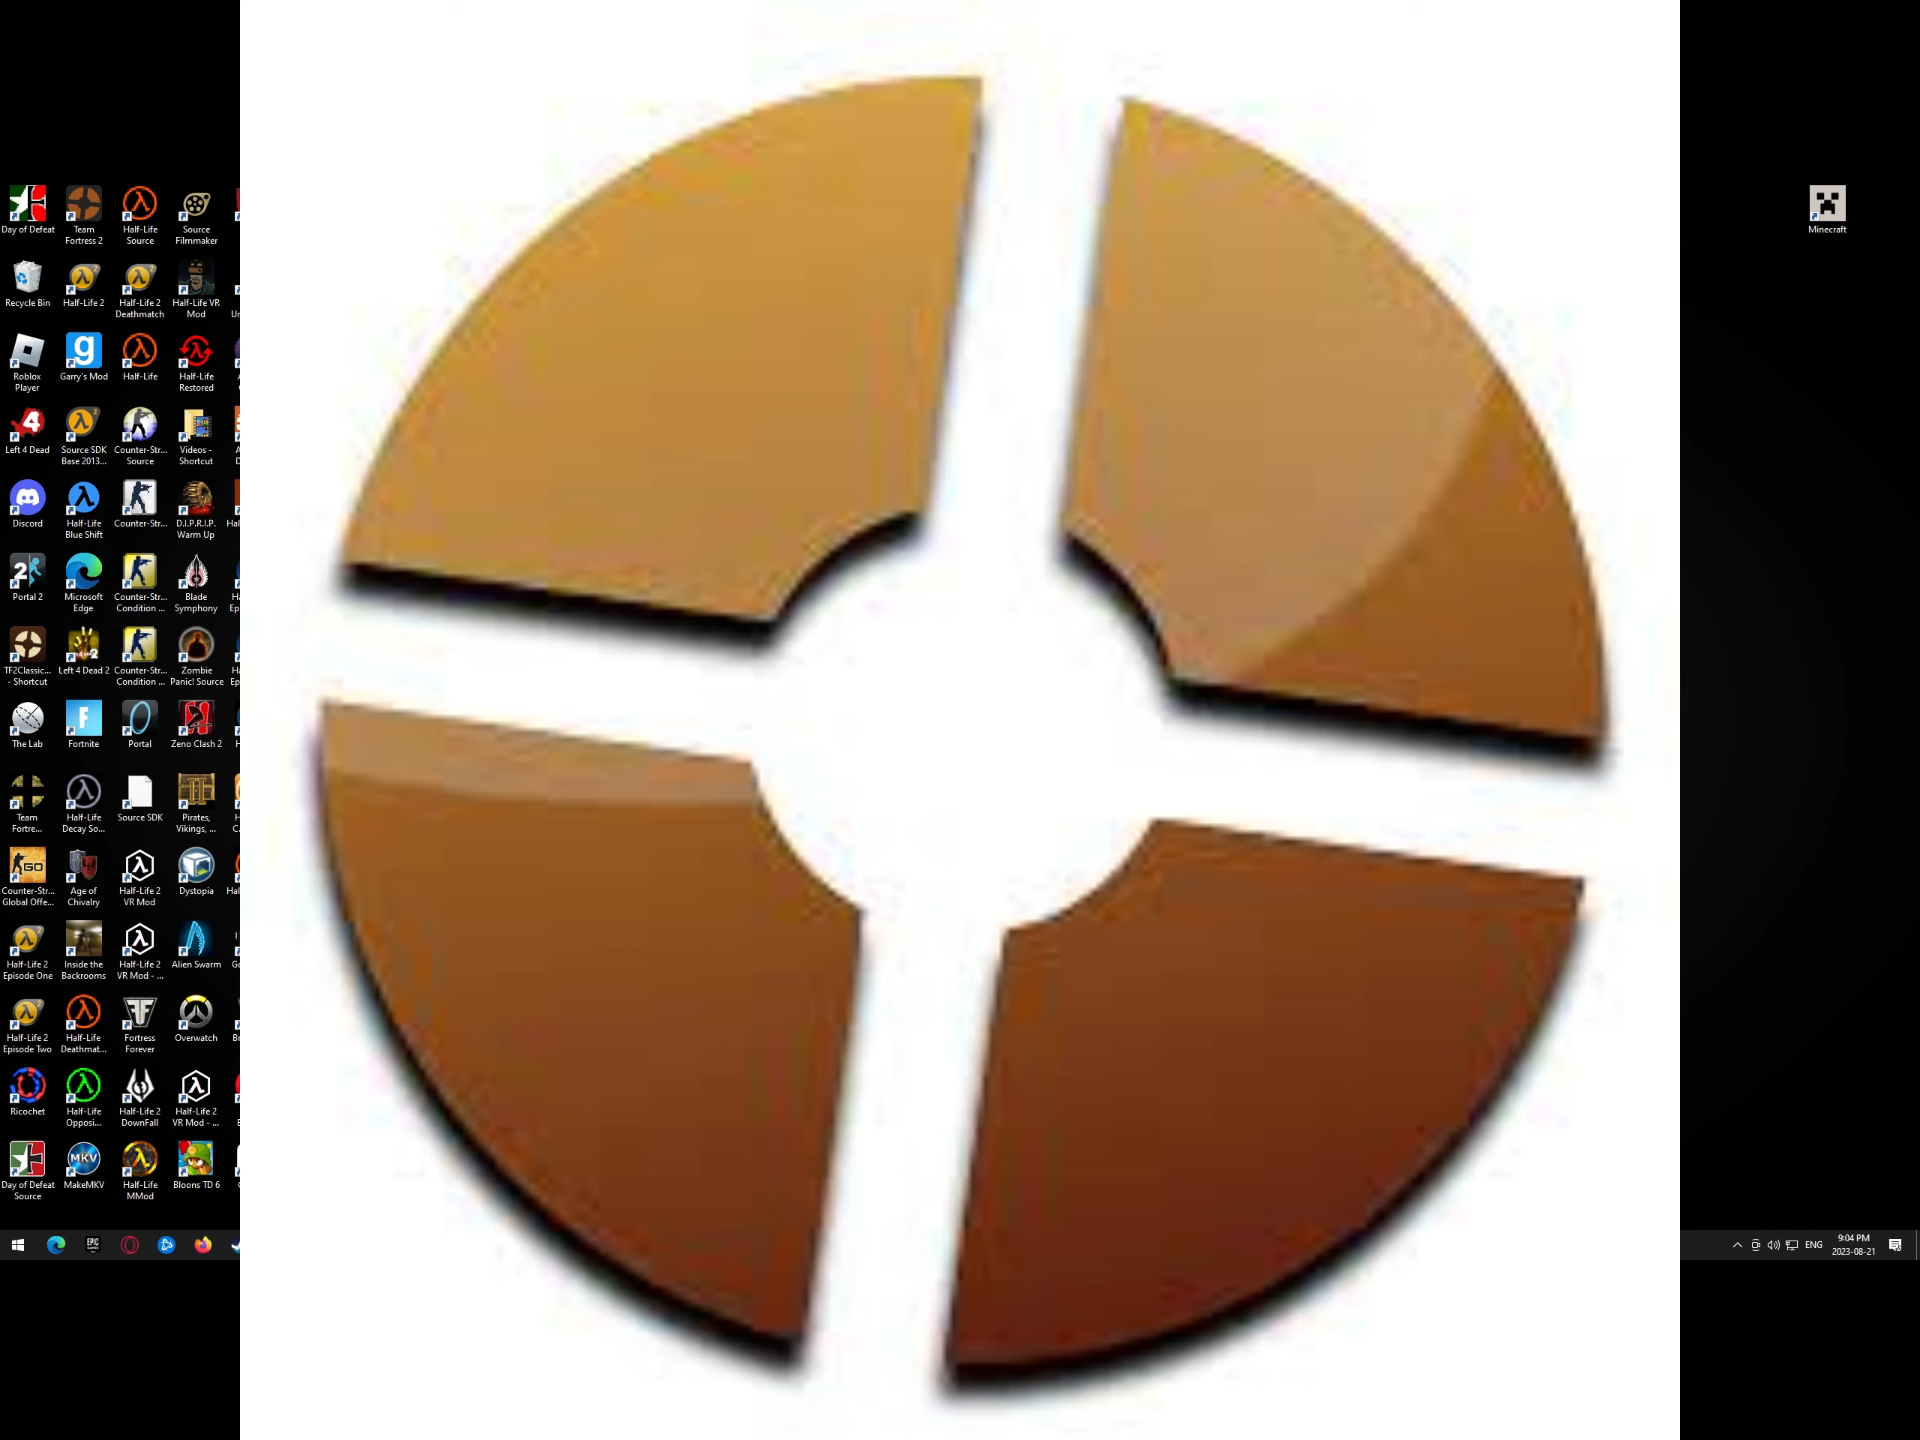 Day of Defeat
Team
Fortress 2
Half-Life
Source
Source
Filmmaker
Minecraft
Recycle Bin
Half-Life 2
Half-Life 2
Deathmatch
Half-Life VR
Mod
Roblox
Player
Garry's Mod
Half-Life
Half-Life
Restored
Left 4 Dead
Source SDK
Base 2013...
Counter-Str...
Source
Videos -
Shortcut
Discord
Half-Life
Blue Shift
Counter-Str...
D.I.P.R.I.P.
Warm Up
Portal 2
Microsoft
Edge
Counter-Str...
Condition ...
Blade
Symphony
TF2Classic...
- Shortcut
Left 4 Dead 2
Counter-Str...
Condition ...
Zombie
Panic! Source
The Lab
Fortnite
Portal
Zeno Clash 2
Team
Fortre...
Half-Life
Decay So...
Source SDK
Pirates,
Vikings, ...
Counter-Str...
Global Offe...
Age of
Chivalry
Half-Life 2
VR Mod
Dystopia
Half-Life 2
Episode One
Inside the
Backrooms
Half-Life 2
VR Mod - ...
Alien Swarm
Half-Life 2
Episode Two
Half-Life
Deathmat...
Fortress
Forever
Overwatch
Ricochet
Half-Life
Opposi...
Half-Life 2
DownFall
Half-Life 2
VR Mod - ...
Day of Defeat
Source
MakeMKV
Half-Life
MMod
Bloons TD 6
ENG
9:04 PM
2023-08-21